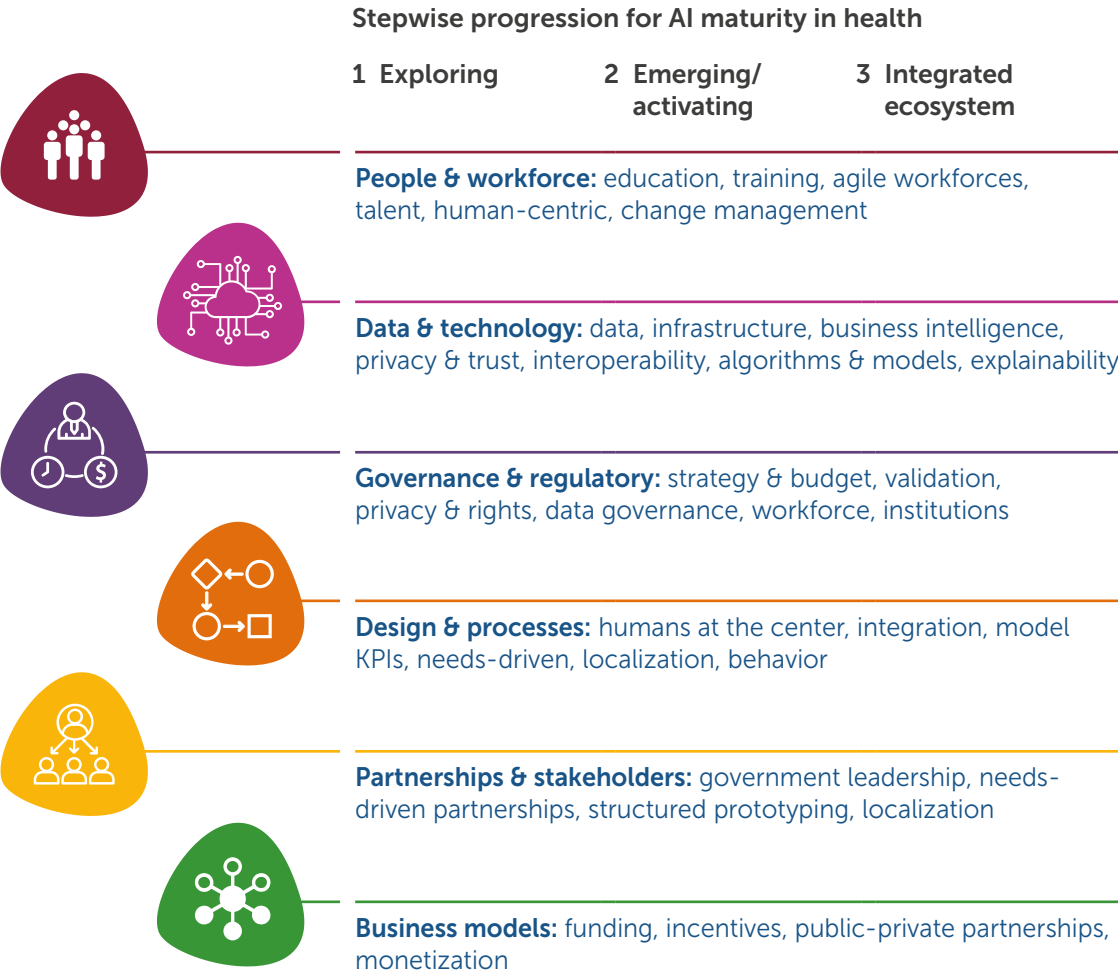 Stepwise progression for AI maturity in health
1 Exploring
2 Emerging/
activating
3 Integrated
ecosystem
People & workforce: education, training, agile workforces,
talent, human-centric, change management
Data & technology: data, infrastructure, business intelligence,
privacy & trust, interoperability, algorithms & models, explainability
Governance & regulatory: strategy & budget, validation,
privacy & rights, data governance, workforce, institutions
$
Design & processes: humans at the center, integration, model
KPIs, needs-driven, localization, behavior
Partnerships & stakeholders: government leadership, needs-
driven partnerships, structured prototyping, localization
Business models: funding, incentives, public-private partnerships,
monetization